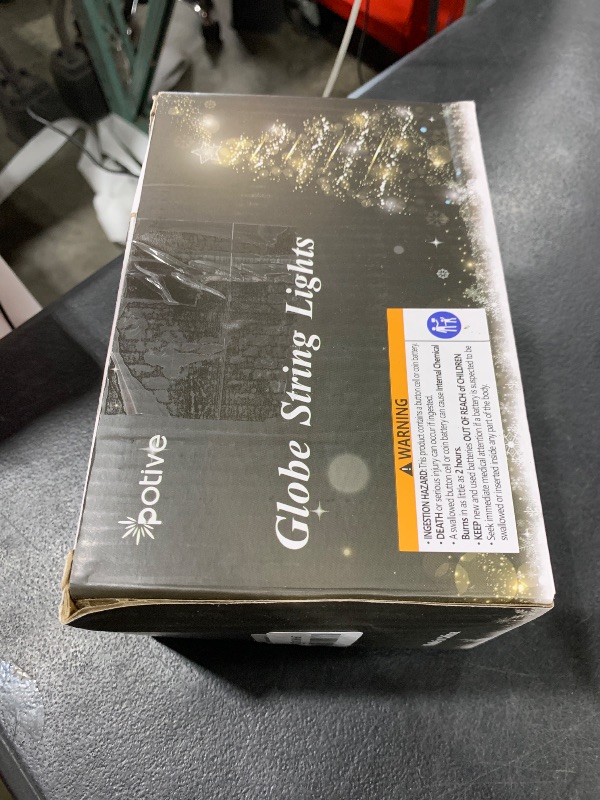 potive
Globe String Lights
WARNING
• INGESTION HAZARD: This product contains a button cell or coin battery.
• DEATH or serious injury can occur if ingested.
• A swallowed button cell or coin battery can cause Internal Chemical
Burns in as little as 2 hours.
• KEEP new and used batteries OUT OF REACH of CHILDREN
• Seek immediate medical attention if a battery is suspected to be
swallowed or inserted inside any part of the body.